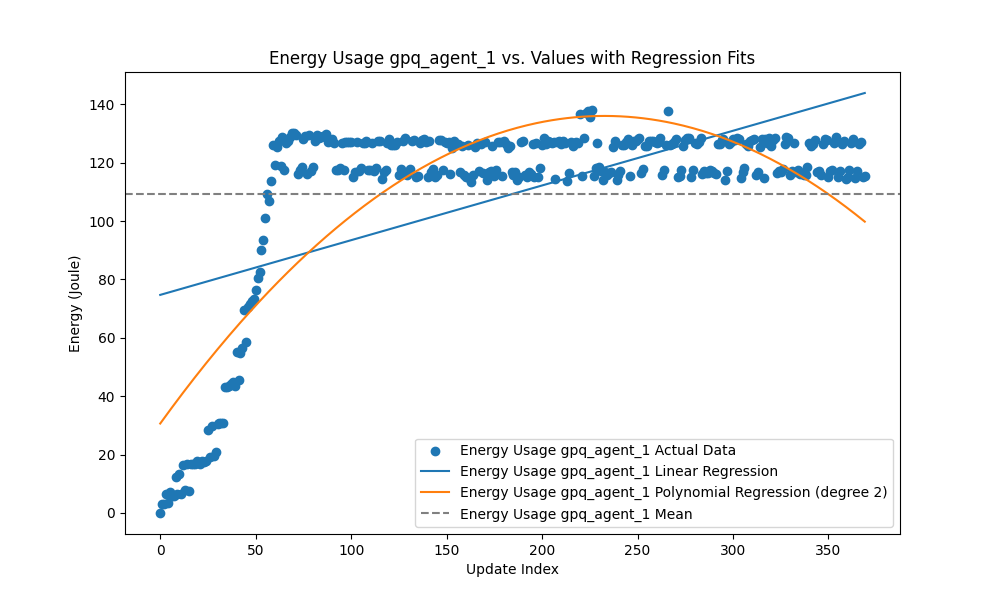 Energy Usage gpq_agent_1 vs. Values with Regression Fits
Energy (Joule)
140
120
100
80
60
40
20
0
0 50 100 150 200 250 300 350
Update Index
Energy Usage gpq_agent_1 Actual Data
Energy Usage gpq_agent_1 Linear Regression
Energy Usage gpq_agent_1 Polynomial Regression (degree 2)
Energy Usage gpq_agent_1 Mean